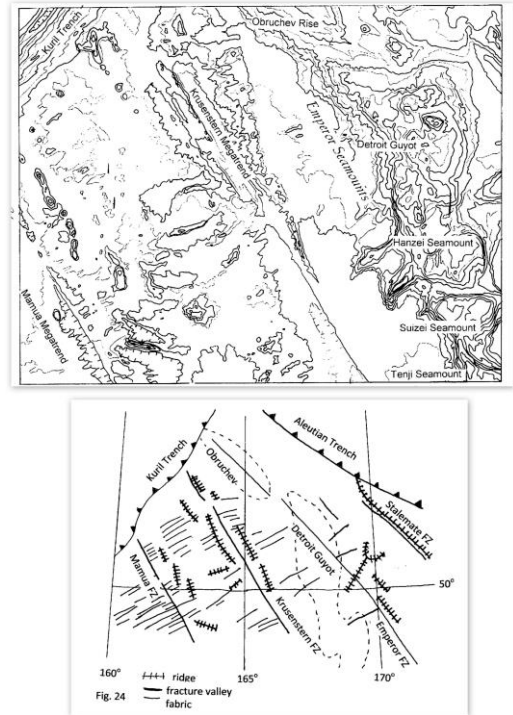 Kuril Trench
Obruchev Rise
Krusenstern Megatrend
Emperor Seamounts
Detroit Guyot
Hanzei Seamount
Mamua Megatrend
Suizei Seamount
Tenji Seamount
Aleutian Trench
Kuril Trench
Obruchev
Stalemate FZ
Detroit Guyot
Mamua FZ
50°
Krusenstern FZ
Emperor FZ
160°
165°
170°
ridge
fracture valley
Fig. 24
fabric